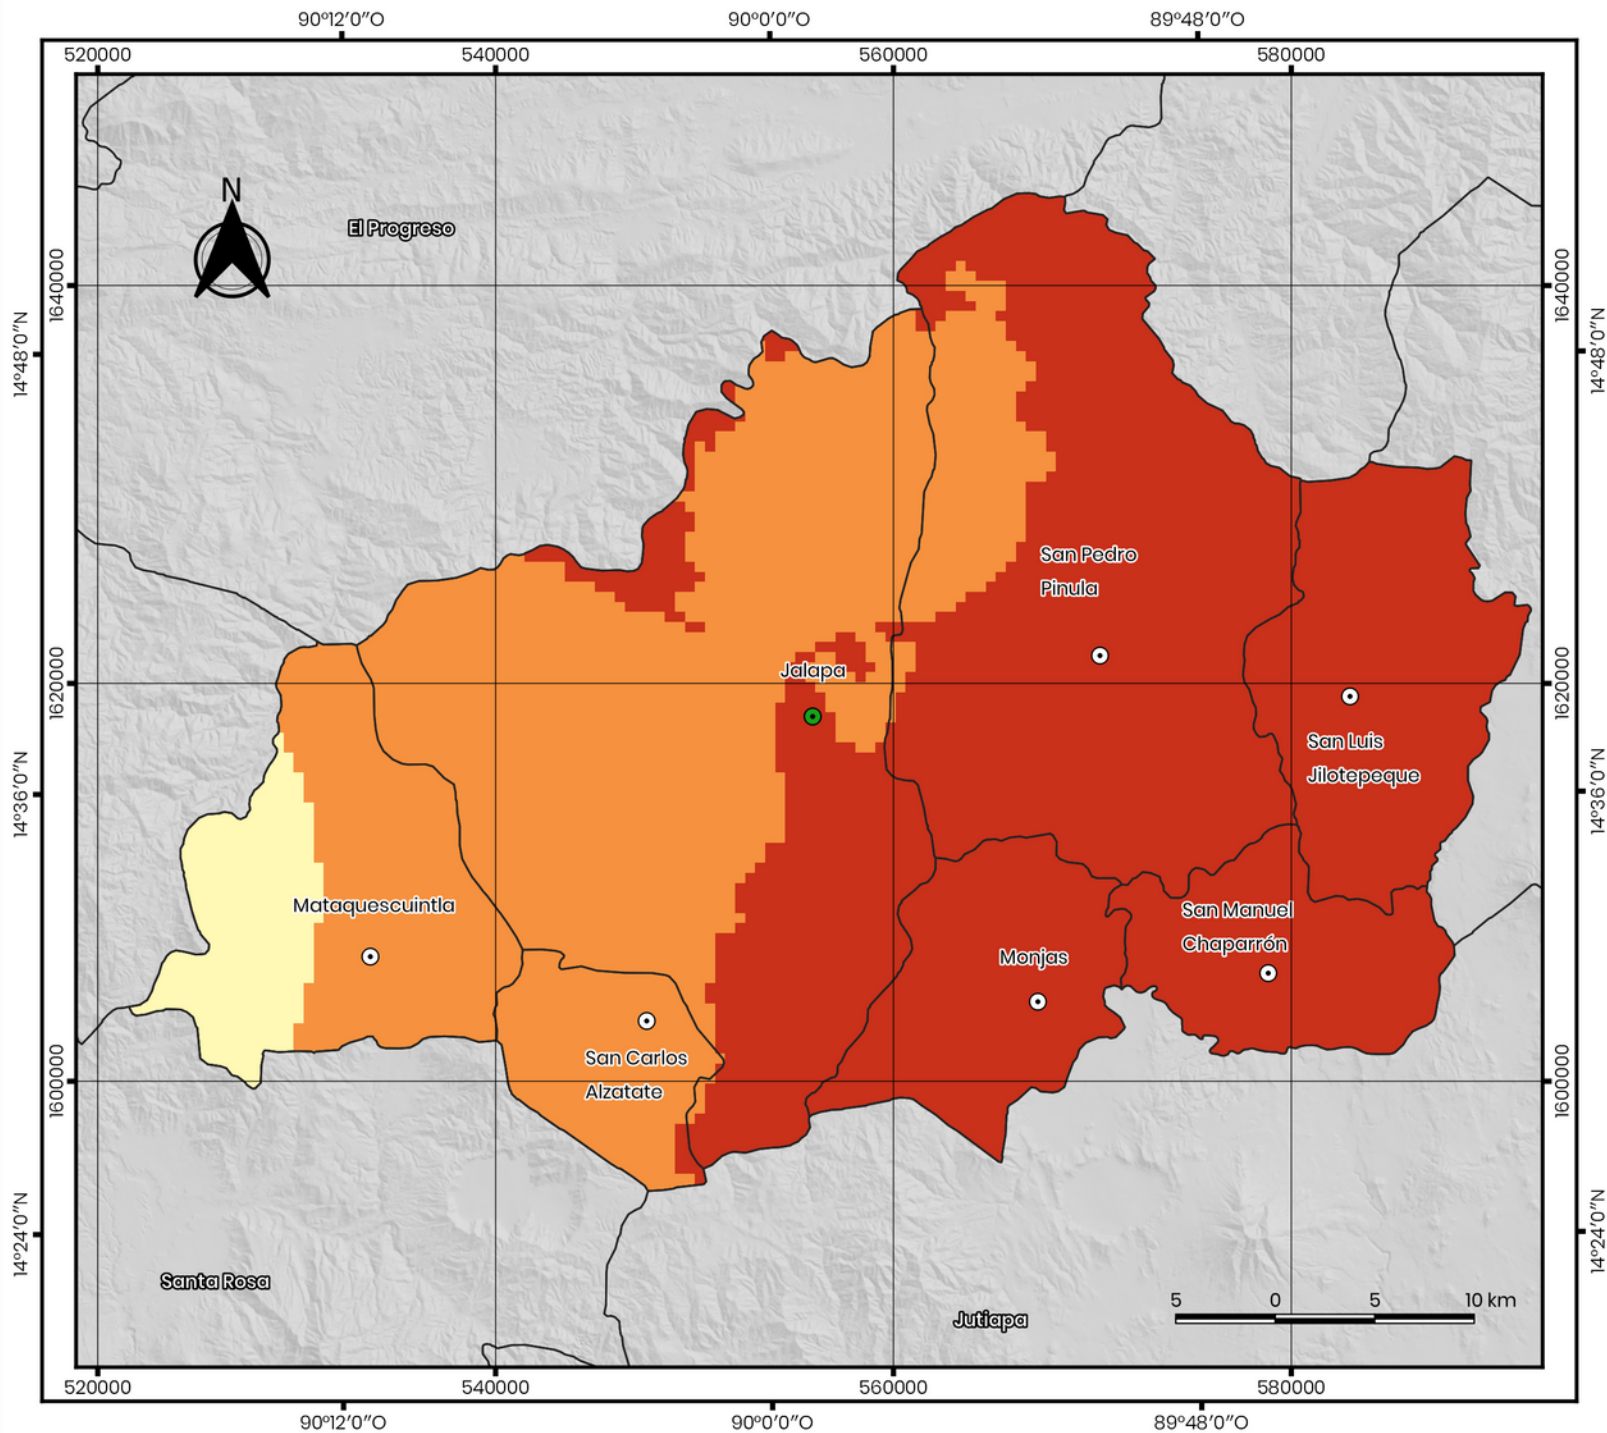 90°12'0"O 90°0'0"O 89°48'0"O
520000 540000 560000 580000
N
El Progreso
1640000 1640000
14°48'0"N 14°48'0"N
San Pedro
Pinula
Jalapa
1620000 1620000
San Luis
Jilotepeque
14°36'0"N 14°36'0"N
Mataquescuintla
San Manuel
Chaparrón
Monjas
San Carlos
Alzatate
1600000 1600000
14°24'0"N 14°24'0"N
Santa Rosa
5 0 5 10 km
Jutiapa
520000 540000 560000 580000
90°12'0"O 90°0'0"O 89°48'0"O